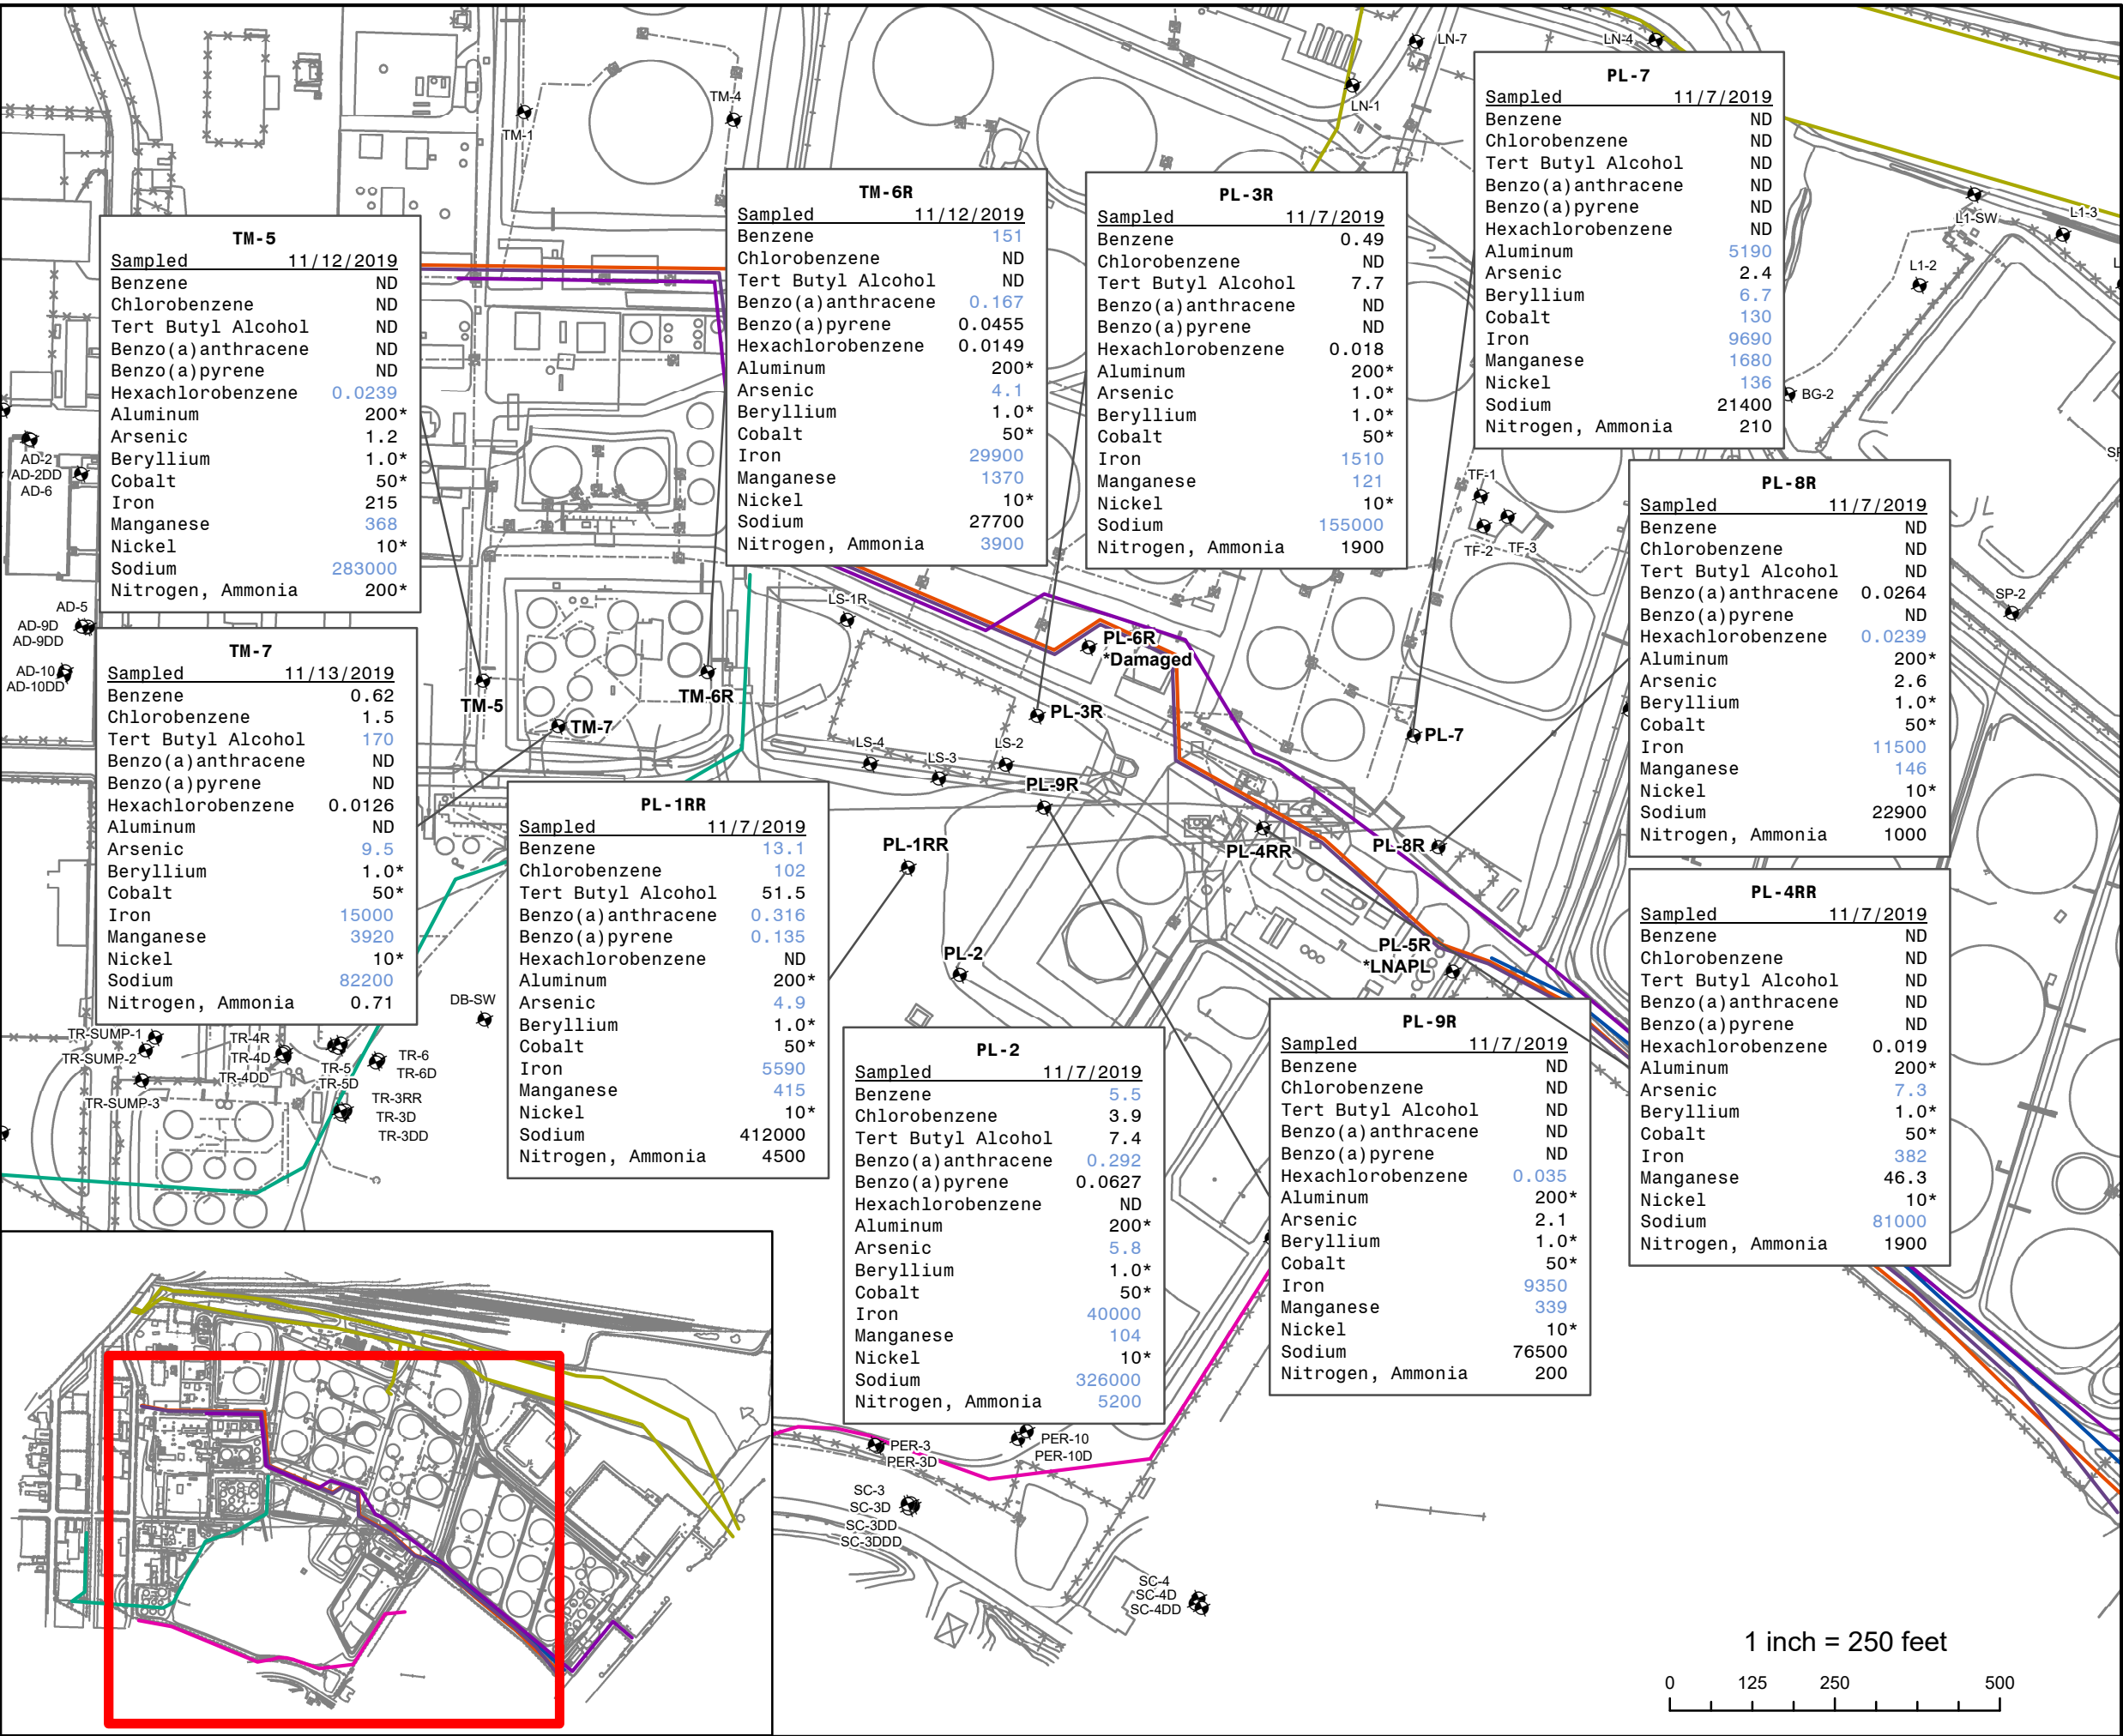 LN-7
LN-4
TM-4
TM-1
LN-1
L1-SW
L1-3
L1-2
BG-2
PL-7
Sampled 11/7/2019
Benzene ND
Chlorobenzene ND
Tert Butyl Alcohol ND
Benzo(a)anthracene ND
Benzo(a)pyrene ND
Hexachlorobenzene ND
Aluminum 5190
Arsenic 2.4
Beryllium 6.7
Cobalt 130
Iron 9690
Manganese 1680
Nickel 136
Sodium 21400
Nitrogen, Ammonia 210
TM-6R
Sampled 11/12/2019
Benzene 151
Chlorobenzene ND
Tert Butyl Alcohol ND
Benzo(a)anthracene 0.167
Benzo(a)pyrene 0.0455
Hexachlorobenzene 0.0149
Aluminum 200*
Arsenic 4.1
Beryllium 1.0*
Cobalt 50*
Iron 29900
Manganese 1370
Nickel 10*
Sodium 27700
Nitrogen, Ammonia 3900
PL-3R
Sampled 11/7/2019
Benzene 0.49
Chlorobenzene ND
Tert Butyl Alcohol 7.7
Benzo(a)anthracene ND
Benzo(a)pyrene ND
Hexachlorobenzene 0.018
Aluminum 200*
Arsenic 1.0*
Beryllium 1.0*
Cobalt 50*
Iron 1510
Manganese 121
Nickel 10*
Sodium 155000
Nitrogen, Ammonia 1900
TM-5
Sampled 11/12/2019
Benzene ND
Chlorobenzene ND
Tert Butyl Alcohol ND
Benzo(a)anthracene ND
Benzo(a)pyrene ND
Hexachlorobenzene 0.0239
Aluminum 200*
Arsenic 1.2
Beryllium 1.0*
Cobalt 50*
Iron 215
Manganese 368
Nickel 10*
Sodium 283000
Nitrogen, Ammonia 200*
AD-2
AD-2DD
AD-6
AD-5
AD-9D
AD-9DD
AD-10
AD-10DD
TF-1
TF-2
TF-3
SP-2
PL-8R
Sampled 11/7/2019
Benzene ND
Chlorobenzene ND
Tert Butyl Alcohol ND
Benzo(a)anthracene 0.0264
Benzo(a)pyrene ND
Hexachlorobenzene 0.0239
Aluminum 200*
Arsenic 2.6
Beryllium 1.0*
Cobalt 50*
Iron 11500
Manganese 146
Nickel 10*
Sodium 22900
Nitrogen, Ammonia 1000
LS-1R
PL-6R
*Damaged
TM-5
TM-6R
TM-7
PL-3R
PL-7
LS-4
LS-3
LS-2
PL-9R
PL-1RR
PL-4RR
PL-8R
PL-5R
*LNAPL
PL-2
TM-7
Sampled 11/13/2019
Benzene 0.62
Chlorobenzene 1.5
Tert Butyl Alcohol 170
Benzo(a)anthracene ND
Benzo(a)pyrene ND
Hexachlorobenzene 0.0126
Aluminum ND
Arsenic 9.5
Beryllium 1.0*
Cobalt 50*
Iron 15000
Manganese 3920
Nickel 10*
Sodium 82200
Nitrogen, Ammonia 0.71
PL-1RR
Sampled 11/7/2019
Benzene 13.1
Chlorobenzene 102
Tert Butyl Alcohol 51.5
Benzo(a)anthracene 0.316
Benzo(a)pyrene 0.135
Hexachlorobenzene ND
Aluminum 200*
Arsenic 4.9
Beryllium 1.0*
Cobalt 50*
Iron 5590
Manganese 415
Nickel 10*
Sodium 412000
Nitrogen, Ammonia 4500
PL-4RR
Sampled 11/7/2019
Benzene ND
Chlorobenzene ND
Tert Butyl Alcohol ND
Benzo(a)anthracene ND
Benzo(a)pyrene ND
Hexachlorobenzene 0.019
Aluminum 200*
Arsenic 7.3
Beryllium 1.0*
Cobalt 50*
Iron 382
Manganese 46.3
Nickel 10*
Sodium 81000
Nitrogen, Ammonia 1900
PL-9R
Sampled 11/7/2019
Benzene ND
Chlorobenzene ND
Tert Butyl Alcohol ND
Benzo(a)anthracene ND
Benzo(a)pyrene ND
Hexachlorobenzene 0.035
Aluminum 200*
Arsenic 2.1
Beryllium 1.0*
Cobalt 50*
Iron 9350
Manganese 339
Nickel 10*
Sodium 76500
Nitrogen, Ammonia 200
PL-2
Sampled 11/7/2019
Benzene 5.5
Chlorobenzene 3.9
Tert Butyl Alcohol 7.4
Benzo(a)anthracene 0.292
Benzo(a)pyrene 0.0627
Hexachlorobenzene ND
Aluminum 200*
Arsenic 5.8
Beryllium 1.0*
Cobalt 50*
Iron 40000
Manganese 104
Nickel 10*
Sodium 326000
Nitrogen, Ammonia 5200
DB-SW
TR-SUMP-1
TR-SUMP-2
TR-SUMP-3
TR-4R
TR-4D
TR-4DD
TR-5
TR-5D
TR-6
TR-6D
TR-3RR
TR-3D
TR-3DD
PER-3
PER-3D
PER-10
PER-10D
SC-3
SC-3D
SC-3DD
SC-3DDD
SC-4
SC-4D
SC-4DD
1 inch = 250 feet
0 125 250 500